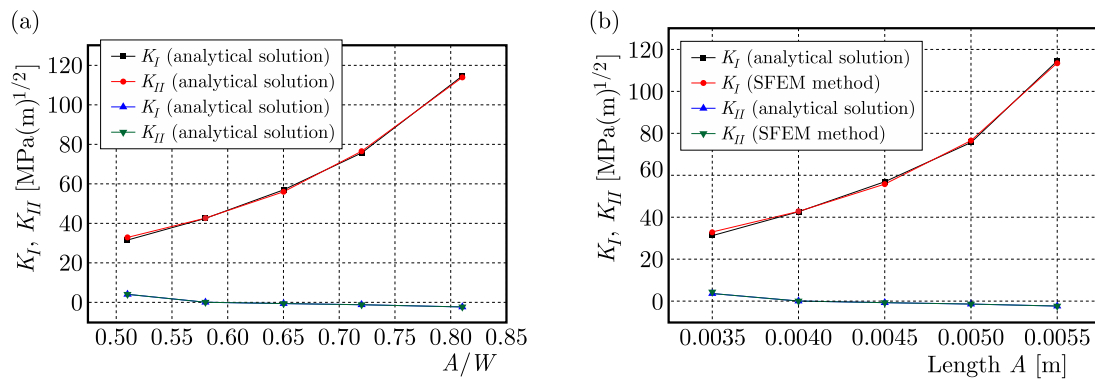 (a)
K_I (analytical solution)
K_II (analytical solution)
K_I (analytical solution)
K_II (analytical solution)
K_I, K_II [MPa(m)^1/2]
120
100
80
60
40
20
0
0.50 0.55 0.60 0.65 0.70 0.75 0.80 0.85
A/W
(b)
K_I (analytical solution)
K_I (SFEM method)
K_II (analytical solution)
K_II (SFEM method)
K_I, K_II [MPa(m)^1/2]
120
100
80
60
40
20
0
0.0035 0.0040 0.0045 0.0050 0.0055
Length A [m]